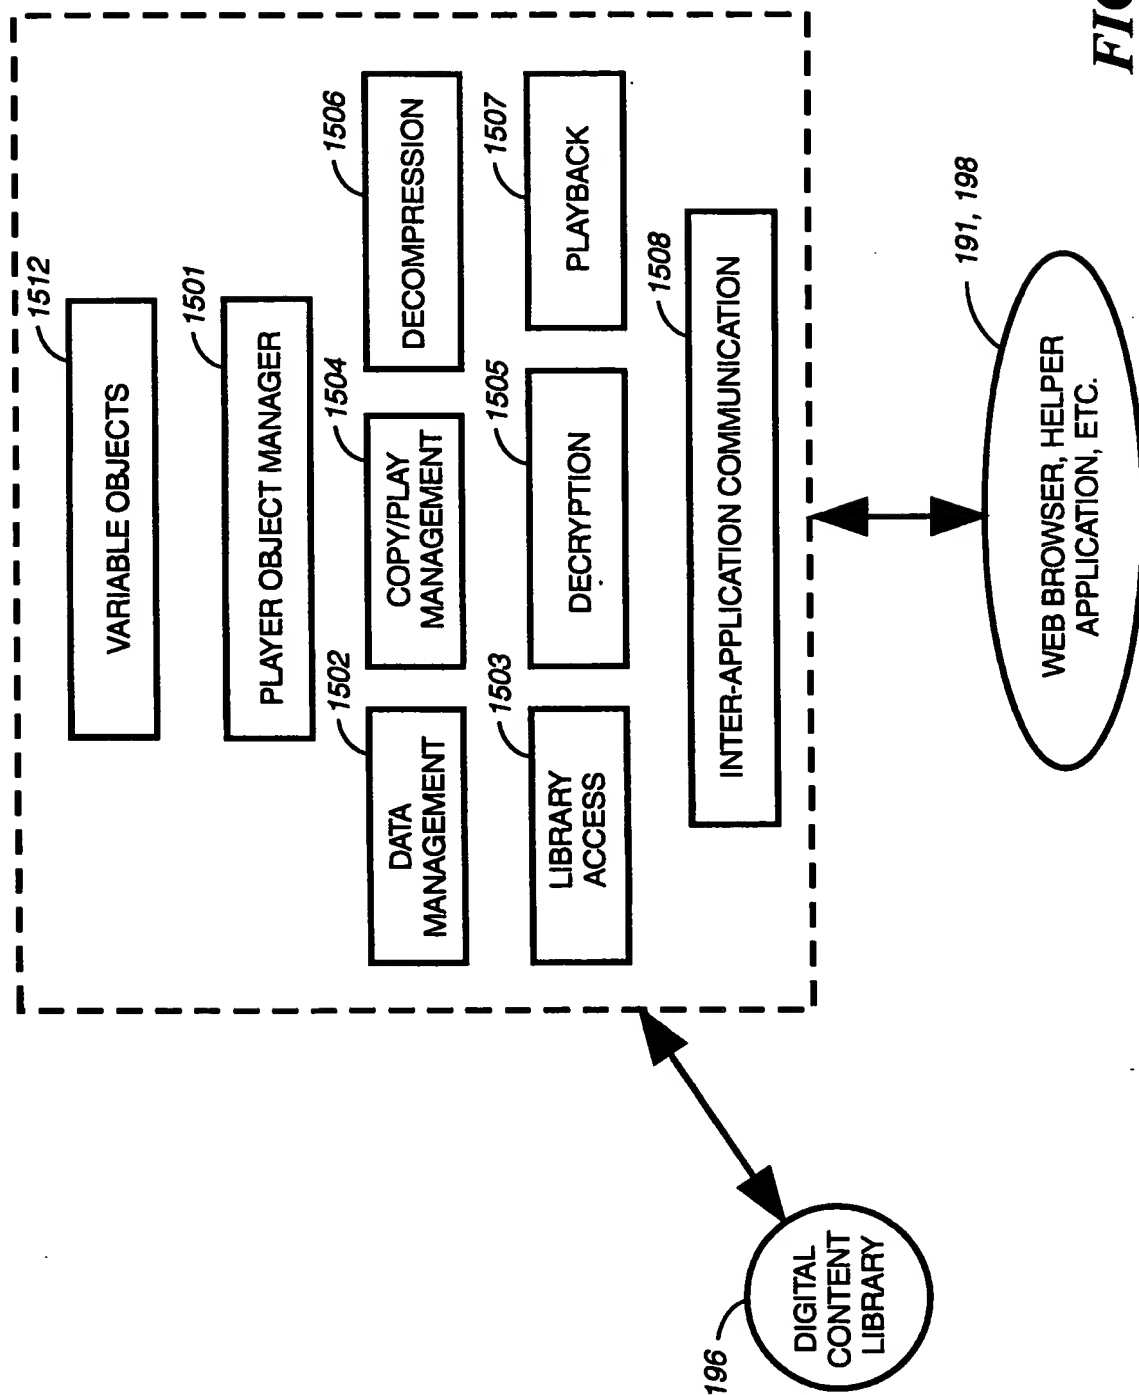 1512
VARIABLE OBJECTS
1501
PLAYER OBJECT MANAGER
1502
DATA
MANAGEMENT
1504
COPY/PLAY
MANAGEMENT
1506
DECOMPRESSION
1503
LIBRARY
ACCESS
1505
DECRYPTION
1507
PLAYBACK
1508
INTER-APPLICATION COMMUNICATION
196
DIGITAL
CONTENT
LIBRARY
191, 198
WEB BROWSER, HELPER
APPLICATION, ETC.